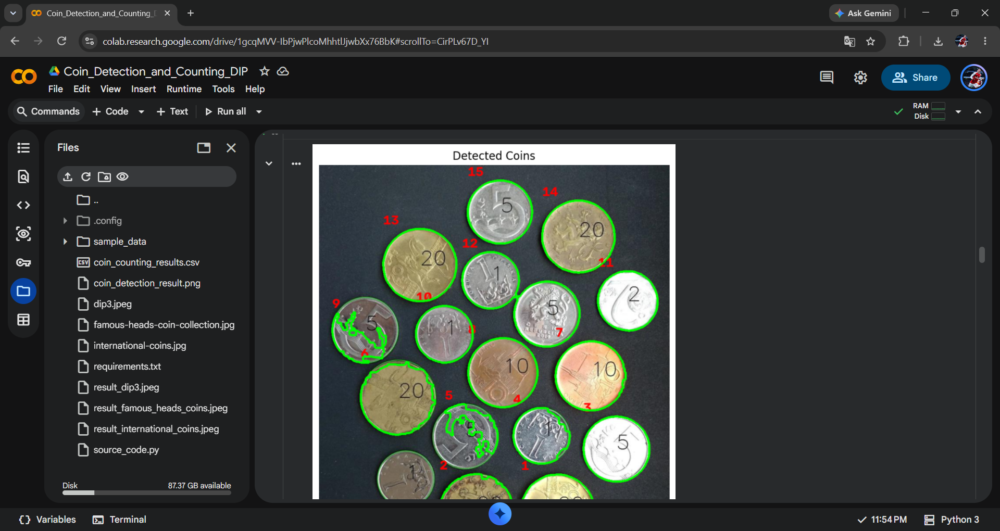 Coin_Detection_and_Counting_
Ask Gemini
colab.research.google.com/drive/1gcqMVV-IbPjwPlcoMhhtlJjwbXx76BbK#scrollTo=CirPLv67D_YI
Coin_Detection_and_Counting_DIP
File Edit View Insert Runtime Tools Help
Share
Commands + Code + Text Run all
RAM
Disk
Files
..
.config
sample_data
coin_counting_results.csv
coin_detection_result.png
dip3.jpeg
famous-heads-coin-collection.jpg
international-coins.jpg
requirements.txt
result_dip3.jpeg
result_famous_heads_coins.jpeg
result_international_coins.jpeg
source_code.py
Disk 87.37 GB available
Detected Coins
15
5
14
20
13
20
12
1
11
2
10
1
9
5
8
10
7
5
10
6
20
5
5
4
1
3
5
2
1
1
20
20
Variables Terminal
11:54 PM Python 3